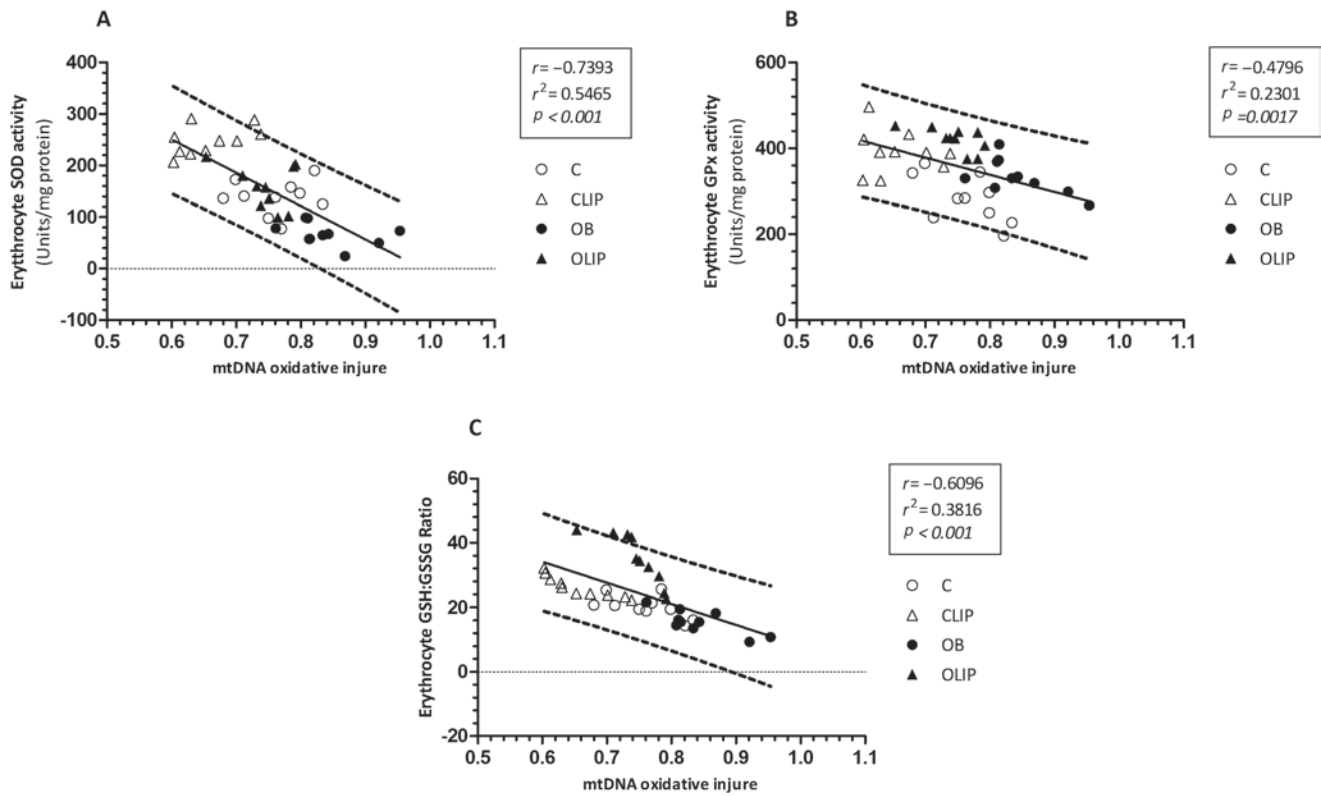 A
Erytthrocyte SOD activity
(Units/mg protein)
400
300
200
100
0
-100
0.5 0.6 0.7 0.8 0.9 1.0 1.1
mtDNA oxidative injure
r= −0.7393
r² = 0.5465
p < 0.001
C
CLIP
OB
OLIP
B
Erytthrocyte GPx activity
(Units/mg protein)
600
400
200
0
0.5 0.6 0.7 0.8 0.9 1.0 1.1
mtDNA oxidative injure
r= −0.4796
r² = 0.2301
p =0.0017
C
CLIP
OB
OLIP
C
Erytthrocyte GSH:GSSG Ratio
60
40
20
0
-20
0.5 0.6 0.7 0.8 0.9 1.0 1.1
mtDNA oxidative injure
r= −0.6096
r² = 0.3816
p < 0.001
C
CLIP
OB
OLIP